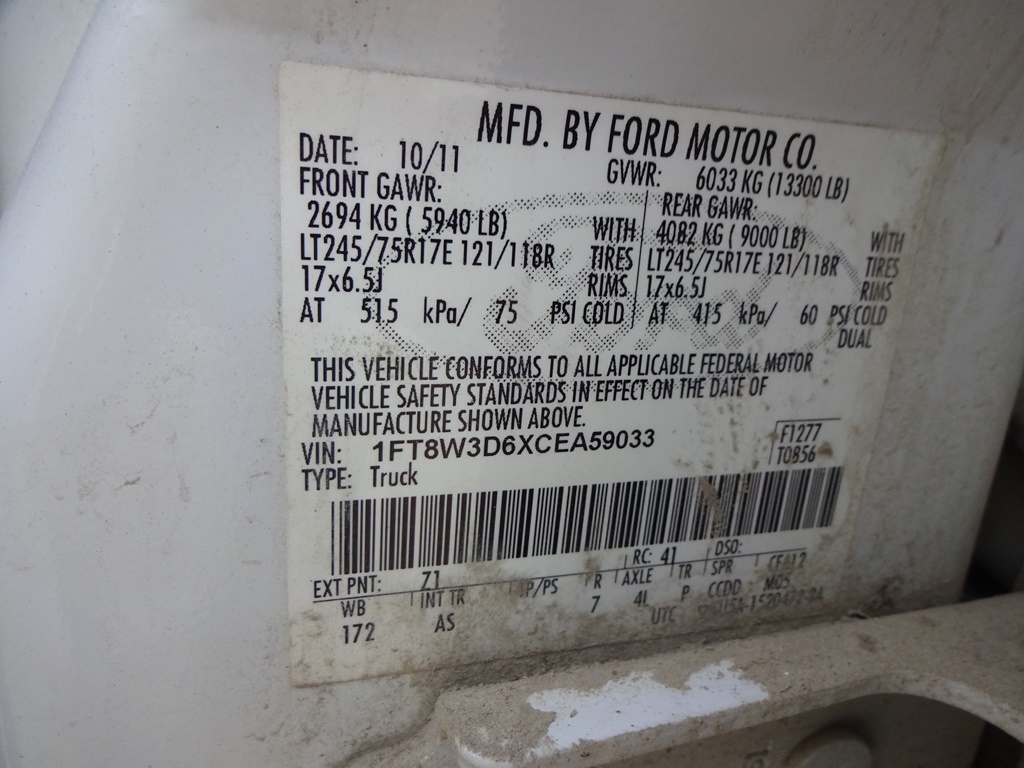 MFD. BY FORD MOTOR CO.
DATE: 10/11 GVWR: 6033 KG (13300 LB)
FRONT GAWR: REAR GAWR:
2694 KG ( 5940 LB) WITH 4082 KG ( 9000 LB) WITH
LT245/75R17E 121/118R TIRES LT245/75R17E 121/118R TIRES
17x6.5J RIMS 17x6.5J RIMS
AT 515 kPa/ 75 PSI COLD AT 415 kPa/ 60 PSI COLD
DUAL
THIS VEHICLE CONFORMS TO ALL APPLICABLE FEDERAL MOTOR
VEHICLE SAFETY STANDARDS IN EFFECT ON THE DATE OF
MANUFACTURE SHOWN ABOVE.
VIN: 1FT8W3D6XCEA59033 F1277
TYPE: Truck T0856
EXT PNT: Z1 RC: 41 DSO:
WB INT TR TP/PS R AXLE TR SPR
172 AS 7 4L P CCDD M05
UTC